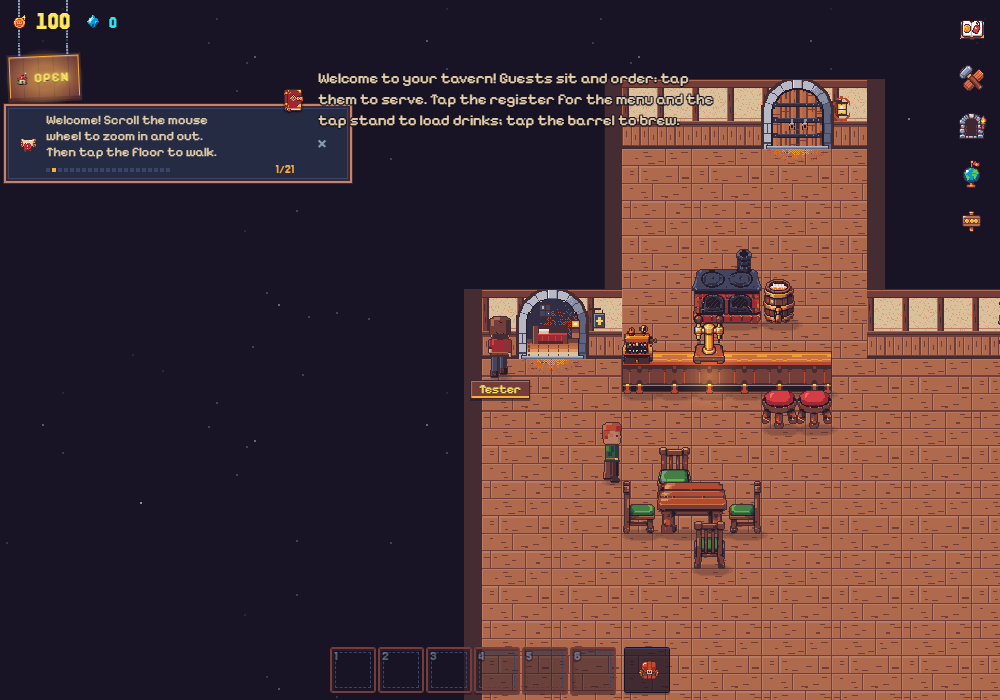 100
0
OPEN
Welcome to your tavern! Guests sit and order: tap
them to serve. Tap the register for the menu and the
tap stand to load drinks; tap the barrel to brew.
Welcome! Scroll the mouse
wheel to zoom in and out.
Then tap the floor to walk.
×
1/21
Tester
1 2 3 4 5 6